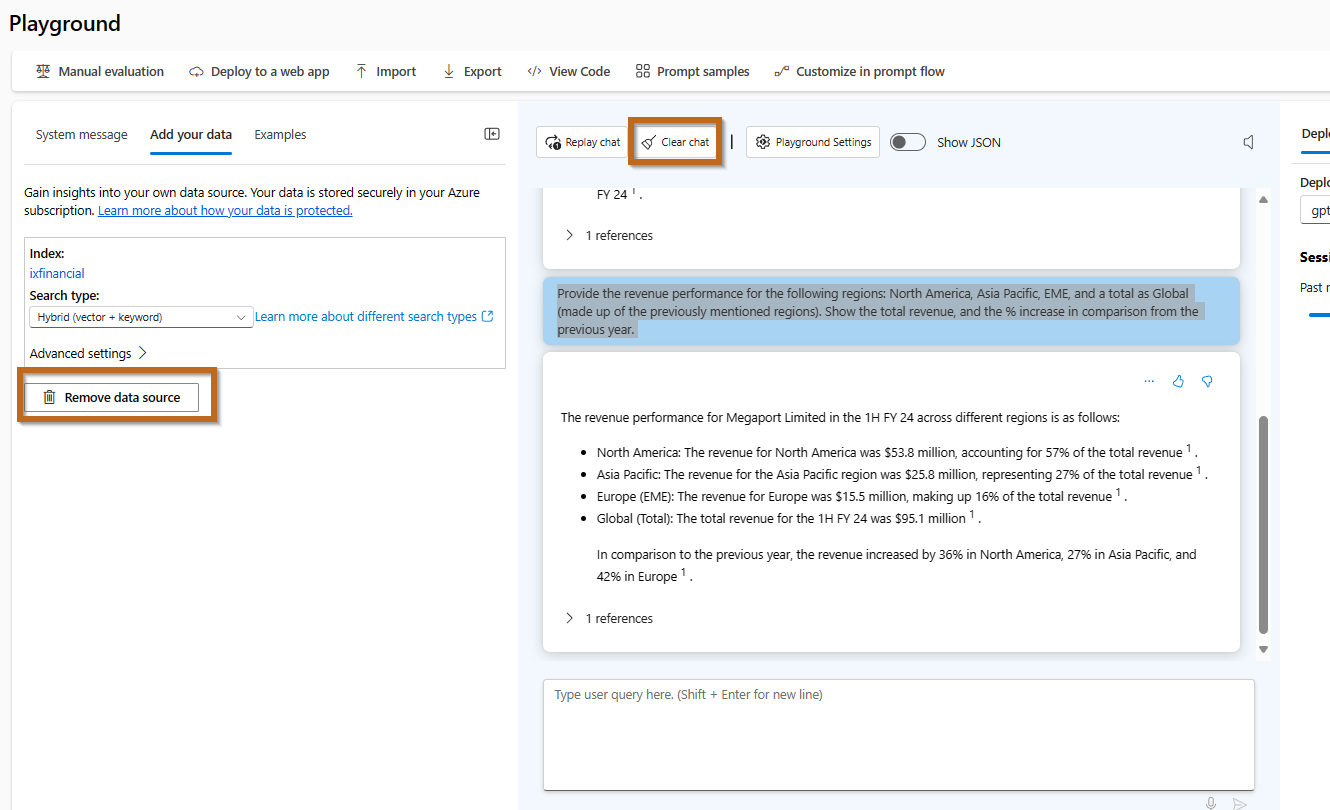 Playground
Manual evaluation
Deploy to a web app
Import
Export
View Code
Prompt samples
Customize in prompt flow
System message
Add your data
Examples
Gain insights into your own data source. Your data is stored securely in your Azure
subscription. Learn more about how your data is protected.
Index:
ixfinancial
Search type:
Hybrid (vector + keyword)
Learn more about different search types
Advanced settings
Remove data source
Replay chat
Clear chat
Playground Settings
Show JSON
FY 24 1 .
1 references
Provide the revenue performance for the following regions: North America, Asia Pacific, EME, and a total as Global
(made up of the previously mentioned regions). Show the total revenue, and the % increase in comparison from the
previous year.
...
The revenue performance for Megaport Limited in the 1H FY 24 across different regions is as follows:
• North America: The revenue for North America was $53.8 million, accounting for 57% of the total revenue 1 .
• Asia Pacific: The revenue for the Asia Pacific region was $25.8 million, representing 27% of the total revenue 1 .
• Europe (EME): The revenue for Europe was $15.5 million, making up 16% of the total revenue 1 .
• Global (Total): The total revenue for the 1H FY 24 was $95.1 million 1 .
In comparison to the previous year, the revenue increased by 36% in North America, 27% in Asia Pacific, and
42% in Europe 1 .
1 references
Type user query here. (Shift + Enter for new line)
Deplo
Deplo
gpt
Sessi
Past